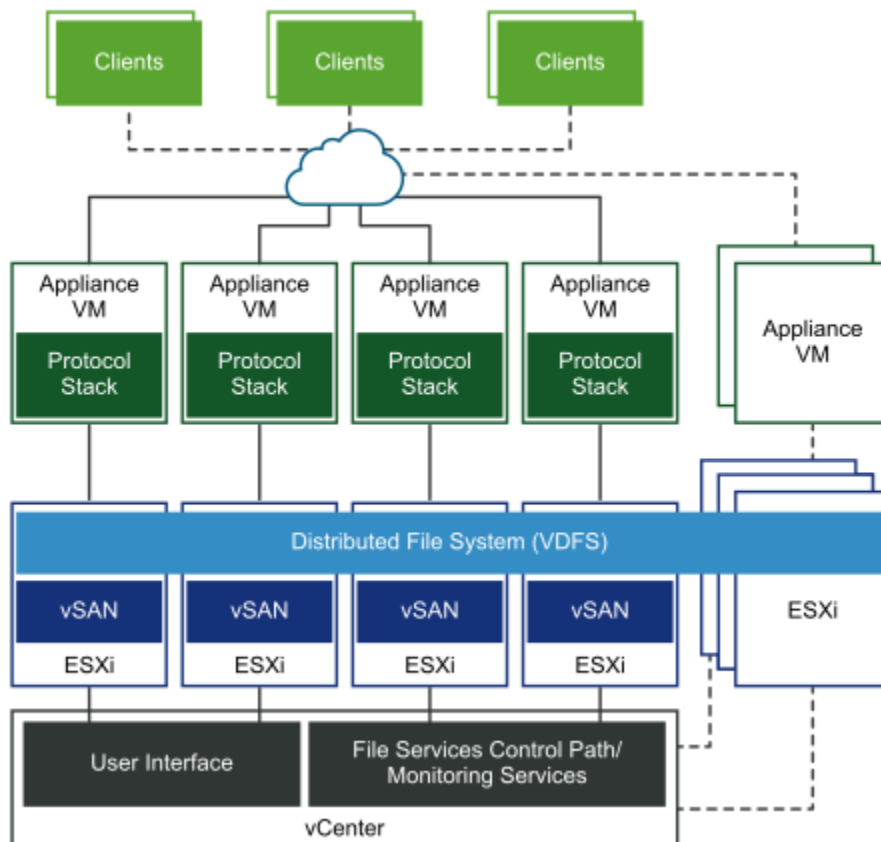 Clients
Clients
Clients
Appliance
VM
Appliance
VM
Appliance
VM
Appliance
VM
Protocol
Stack
Protocol
Stack
Protocol
Stack
Protocol
Stack
Appliance
VM
Distributed File System (VDFS)
vSAN
vSAN
vSAN
vSAN
ESXi
ESXi
ESXi
ESXi
ESXi
User Interface
File Services Control Path/
Monitoring Services
vCenter